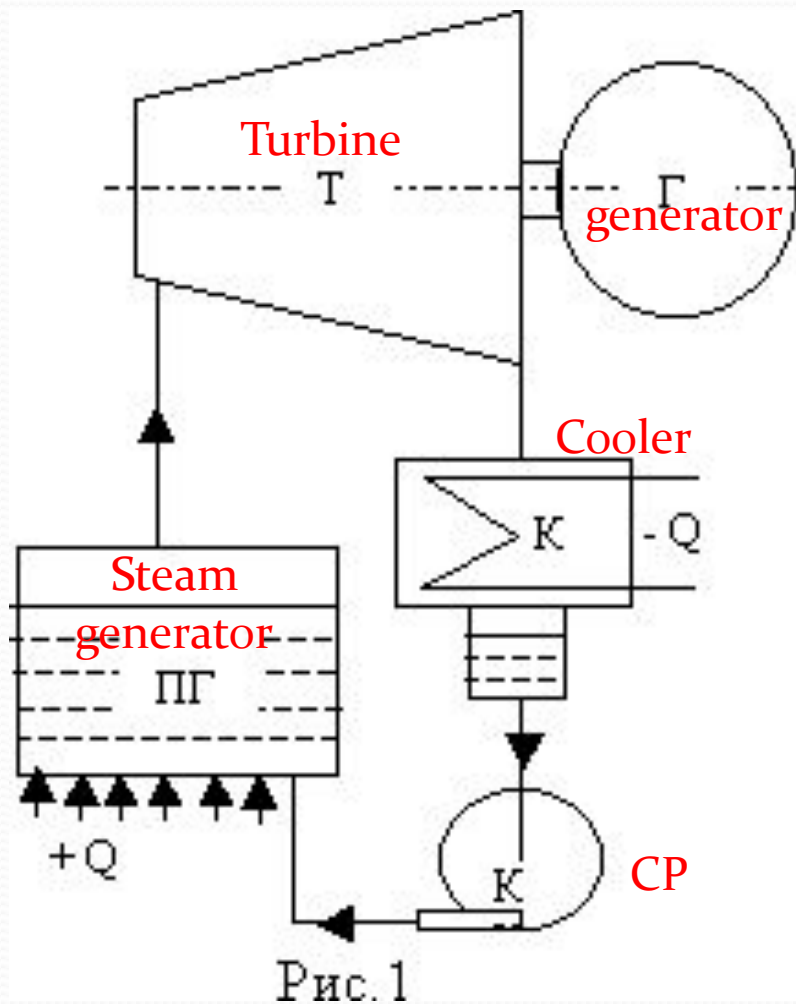 Turbine
Т
Г
generator
Cooler
К
- Q
Steam
generator
ПГ
+Q
К
CP
Рис.1